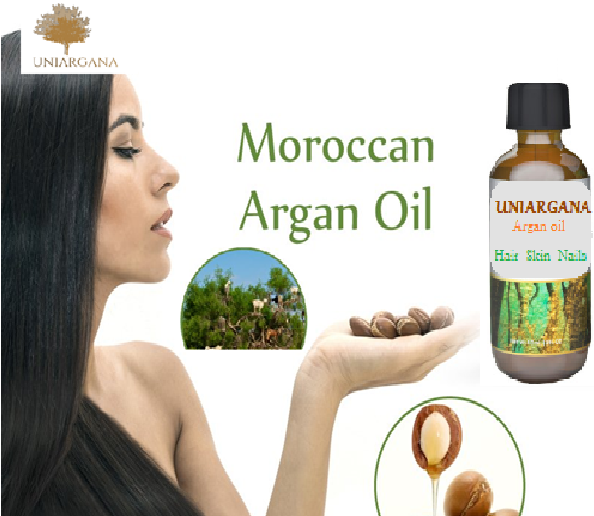 UNIARGANA
Moroccan
Argan Oil
UNIARGANA
Argan oil
Hair Skin Nails